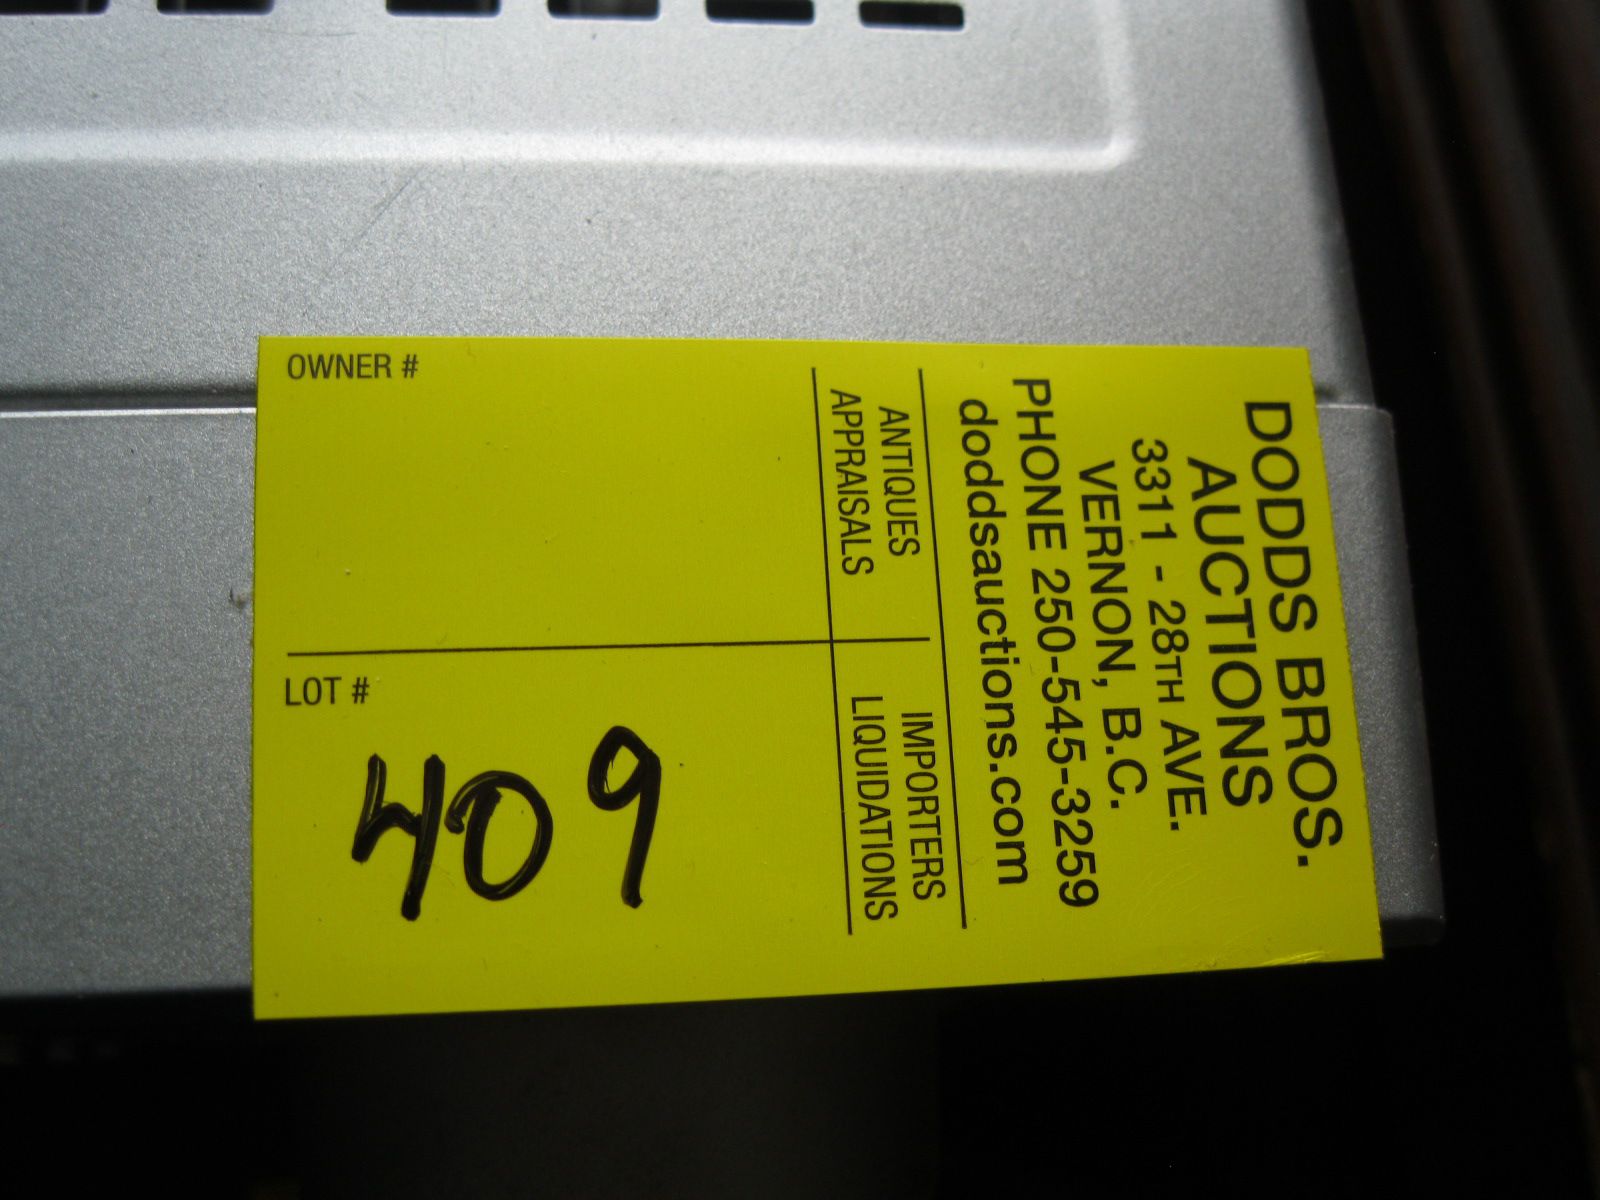 DODDS BROS.
AUCTIONS
3311 - 28TH AVE.
VERNON, B.C.
PHONE 250-545-3259
doddsauctions.com
ANTIQUES
APPRAISALS
IMPORTERS
LIQUIDATIONS
OWNER #
LOT #
409